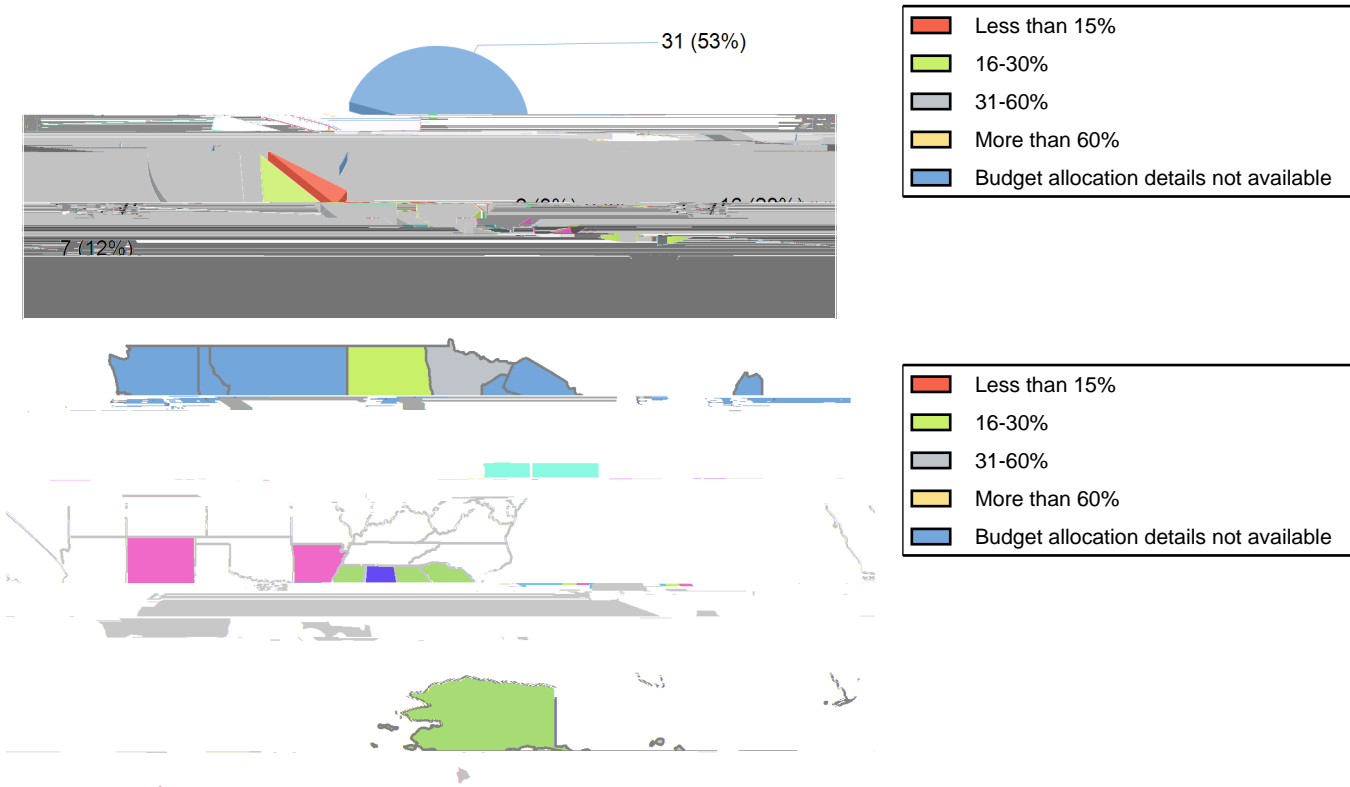 31 (53%)
7 (12%)
Less than 15%
16-30%
31-60%
More than 60%
Budget allocation details not available
Less than 15%
16-30%
31-60%
More than 60%
Budget allocation details not available